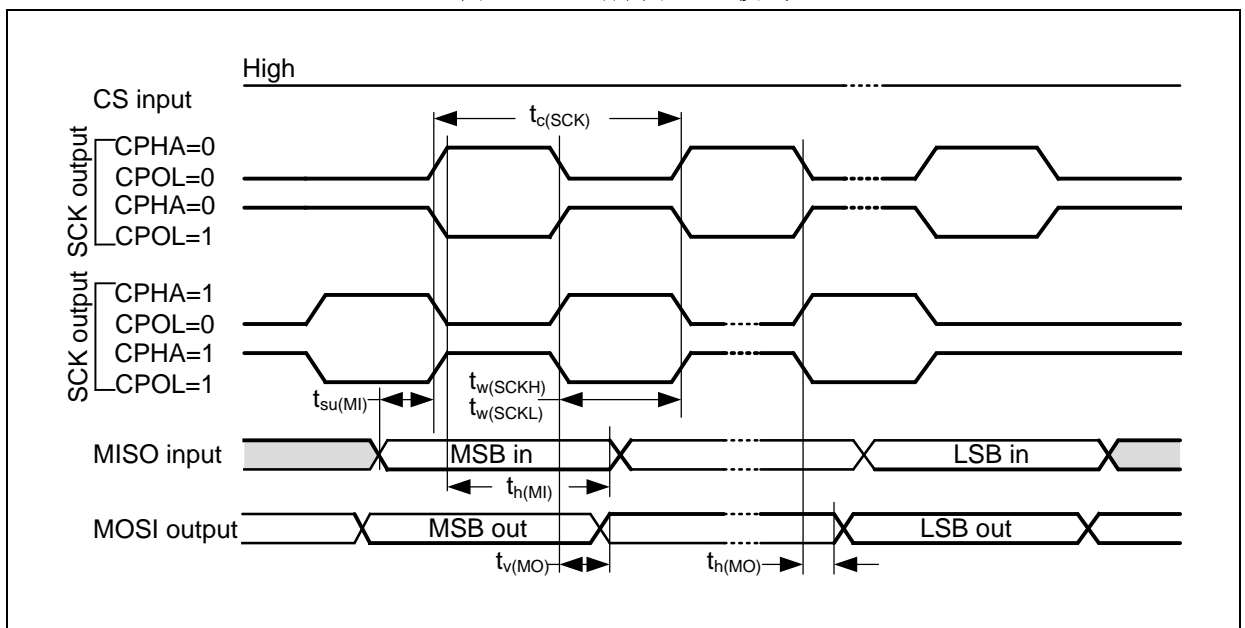 High
CS input
tc(SCK)
SCK output
CPHA=0
CPOL=0
CPHA=0
CPOL=1
SCK output
CPHA=1
CPOL=0
CPHA=1
CPOL=1
tsu(MI)
tw(SCKH)
tw(SCKL)
MISO input
MSB in
LSB in
th(MI)
MOSI output
MSB out
LSB out
tv(MO)
th(MO)